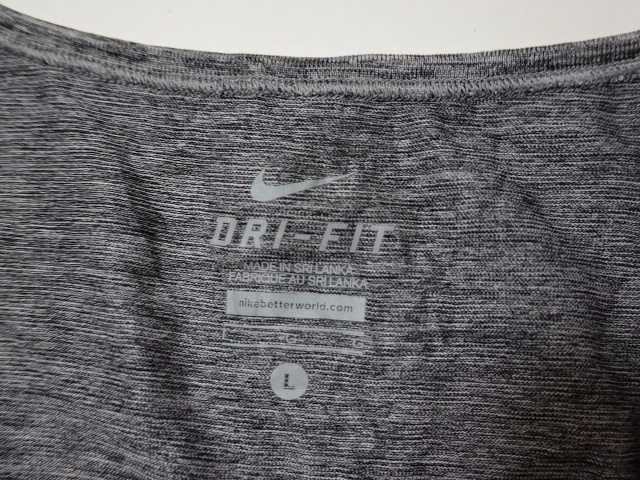 DRI-FIT
MADE IN SRI LANKA
FABRIQUE AU SRI LANKA
nikebetterworld.com
L